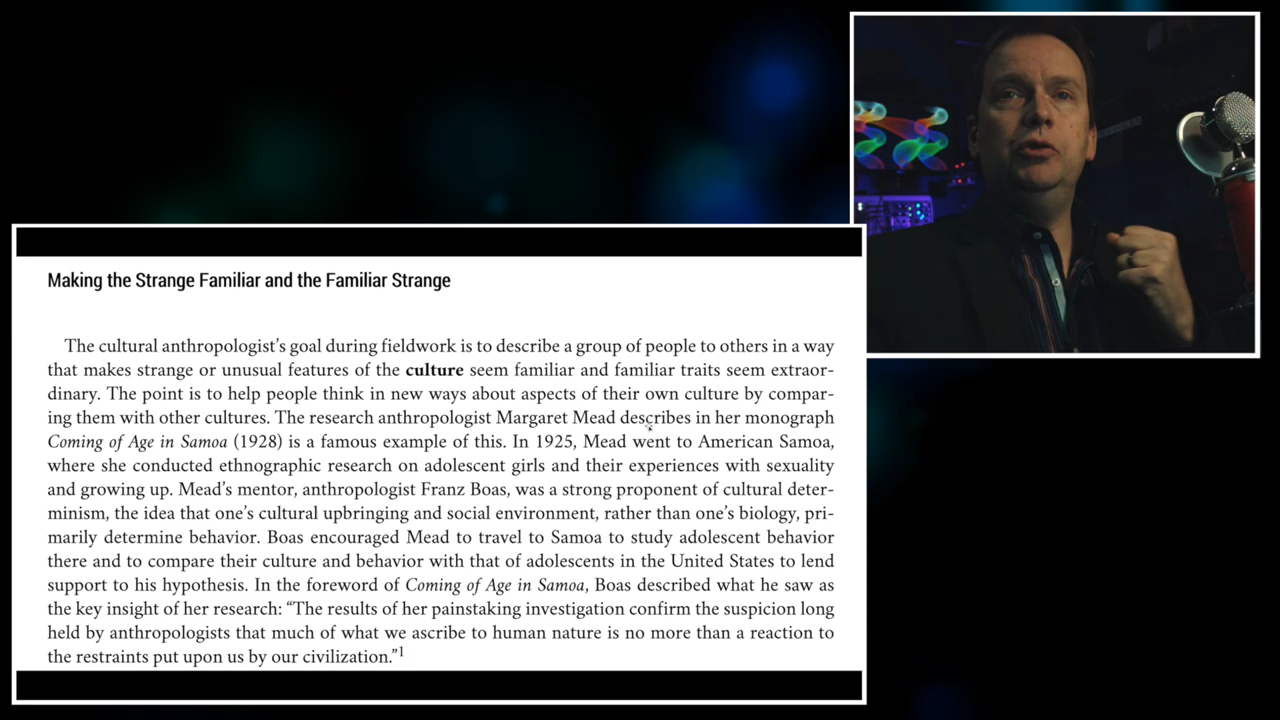 Making the Strange Familiar and the Familiar Strange
The cultural anthropologist's goal during fieldwork is to describe a group of people to others in a way
that makes strange or unusual features of the culture seem familiar and familiar traits seem extraor-
dinary. The point is to help people think in new ways about aspects of their own culture by compar-
ing them with other cultures. The research anthropologist Margaret Mead describes in her monograph
Coming of Age in Samoa (1928) is a famous example of this. In 1925, Mead went to American Samoa,
where she conducted ethnographic research on adolescent girls and their experiences with sexuality
and growing up. Mead's mentor, anthropologist Franz Boas, was a strong proponent of cultural deter-
minism, the idea that one's cultural upbringing and social environment, rather than one's biology, pri-
marily determine behavior. Boas encouraged Mead to travel to Samoa to study adolescent behavior
there and to compare their culture and behavior with that of adolescents in the United States to lend
support to his hypothesis. In the foreword of Coming of Age in Samoa, Boas described what he saw as
the key insight of her research: “The results of her painstaking investigation confirm the suspicion long
held by anthropologists that much of what we ascribe to human nature is no more than a reaction to
the restraints put upon us by our civilization.”1